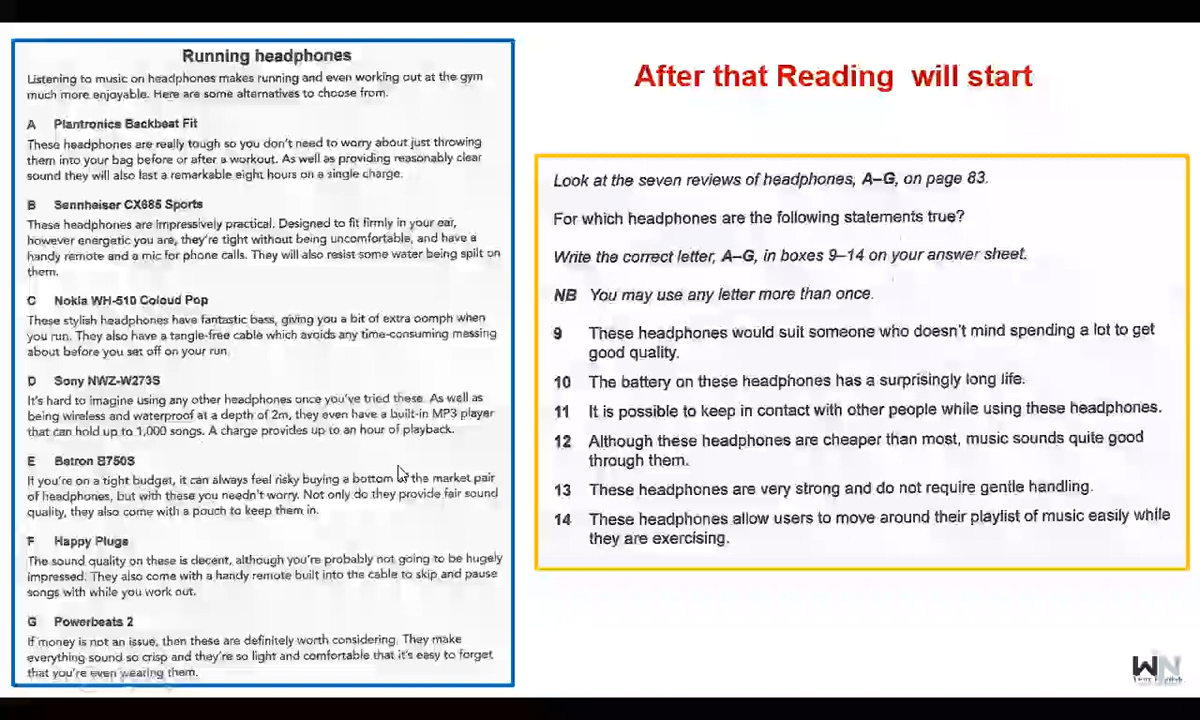 Running headphones
Listening to music on headphones makes running and even working out at the gym
much more enjoyable. Here are some alternatives to choose from.
A Plantronics Backbeat Fit
These headphones are really tough so you don't need to worry about just throwing
them into your bag before or after a workout. As well as providing reasonably clear
sound they will also last a remarkable eight hours on a single charge.
B Sennheiser CX685 Sports
These headphones are impressively practical. Designed to fit firmly in your ear,
however energetic you are, they're tight without being uncomfortable, and have a
handy remote and a mic for phone calls. They will also resist some water being spilt on
them.
C Nokia WH-510 Coloud Pop
These stylish headphones have fantastic bass, giving you a bit of extra oomph when
you run. They also have a tangle-free cable which avoids any time-consuming messing
about before you set off on your run.
D Sony NWZ-W273S
It's hard to imagine using any other headphones once you've tried these. As well as
being wireless and waterproof at a depth of 2m, they even have a built-in MP3 player
that can hold up to 1,000 songs. A charge provides up to an hour of playback.
E Betron B750S
If you're on a tight budget, it can always feel risky buying a bottom of the market pair
of headphones, but with these you needn't worry. Not only do they provide fair sound
quality, they also come with a pouch to keep them in.
F Happy Plugs
The sound quality on these is decent, although you're probably not going to be hugely
impressed. They also come with a handy remote built into the cable to skip and pause
songs with while you work out.
G Powerbeats 2
If money is not an issue, then these are definitely worth considering. They make
everything sound so crisp and they're so light and comfortable that it's easy to forget
that you're even wearing them.
After that Reading will start
Look at the seven reviews of headphones, A–G, on page 83.
For which headphones are the following statements true?
Write the correct letter, A–G, in boxes 9–14 on your answer sheet.
NB You may use any letter more than once.
9 These headphones would suit someone who doesn't mind spending a lot to get
good quality.
10 The battery on these headphones has a surprisingly long life.
11 It is possible to keep in contact with other people while using these headphones.
12 Although these headphones are cheaper than most, music sounds quite good
through them.
13 These headphones are very strong and do not require gentle handling.
14 These headphones allow users to move around their playlist of music easily while
they are exercising.
WN